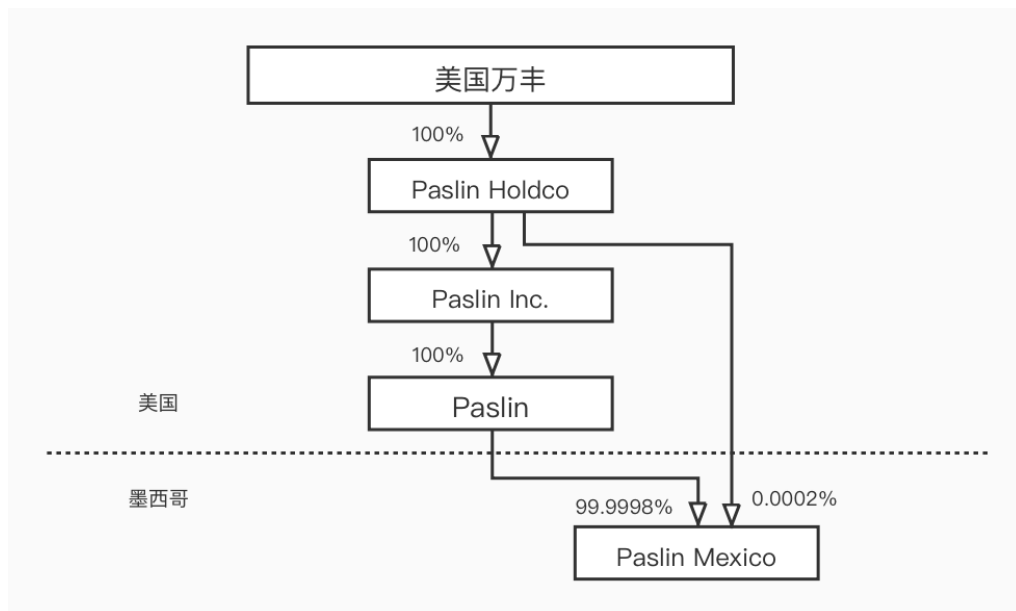 美国万丰
100%
Paslin Holdco
100%
Paslin Inc.
100%
Paslin
美国
墨西哥
99.9998%
0.0002%
Paslin Mexico